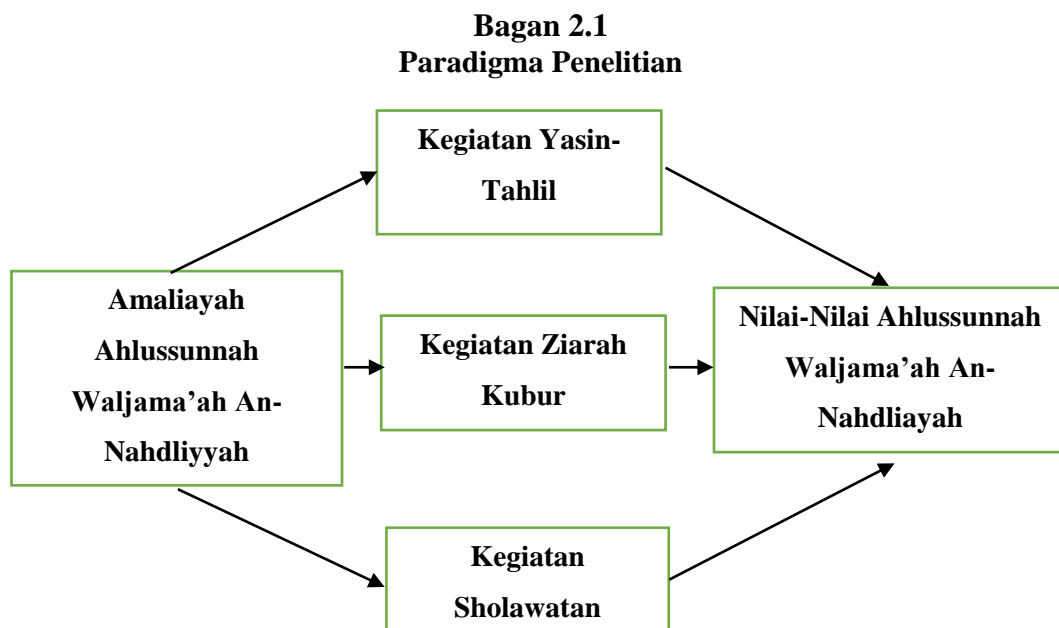 Bagan 2.1
Paradigma Penelitian
Kegiatan Yasin-
Tahlil
Amaliayah
Ahlussunnah
Waljama’ah An-
Nahdliyyah
Kegiatan Ziarah
Kubur
Nilai-Nilai Ahlussunnah
Waljama’ah An-
Nahdliayah
Kegiatan
Sholawatan